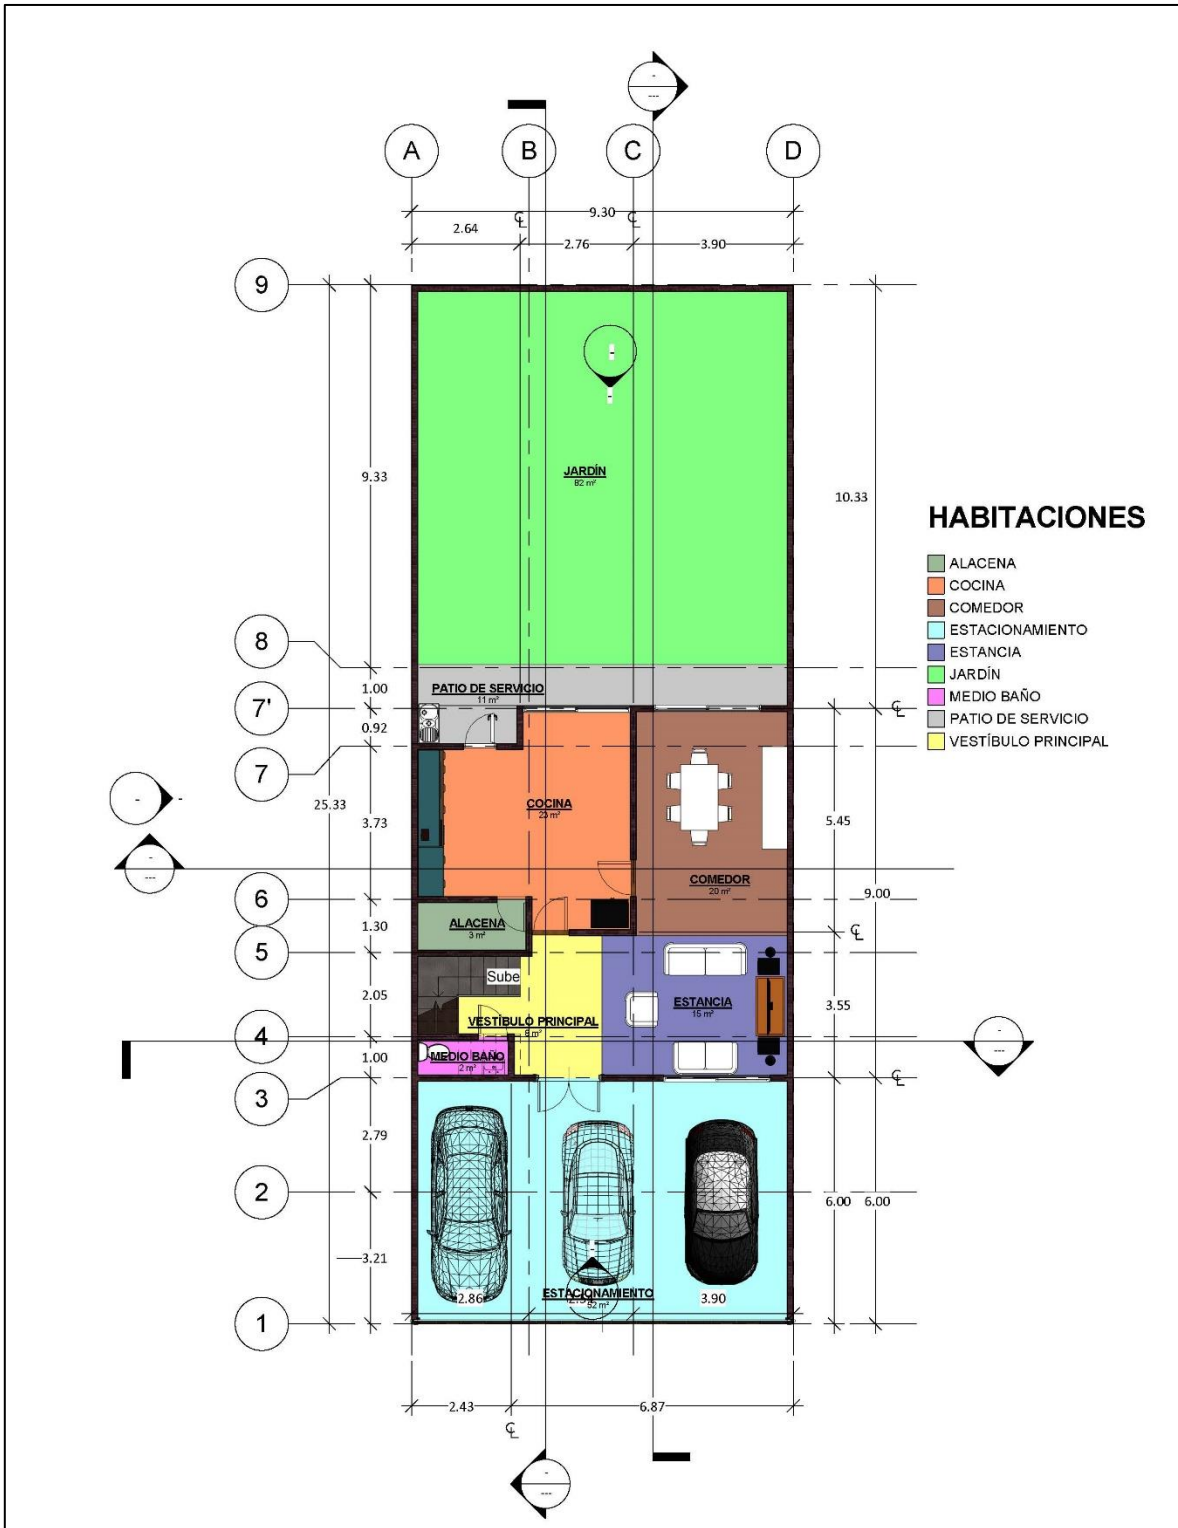 A B C D
9.30
2.64 2.76 3.90
9
JARDÍN
82 m²
9.33
10.33
HABITACIONES
ALACENA
COCINA
COMEDOR
ESTACIONAMIENTO
ESTANCIA
JARDÍN
MEDIO BAÑO
PATIO DE SERVICIO
VESTÍBULO PRINCIPAL
8
1.00
PATIO DE SERVICIO
11 m²
7'
0.92
7
25.33
3.73
COCINA
23 m²
5.45
COMEDOR
20 m²
9.00
6
1.30
ALACENA
3 m²
5
2.05
Sube
ESTANCIA
15 m²
3.55
VESTÍBULO PRINCIPAL
4
1.00
MEDIO BAÑO
2 m²
3
2.79
2
6.00 6.00
3.21
ESTACIONAMIENTO
52 m²
2.86 3.90
1
2.43 6.87